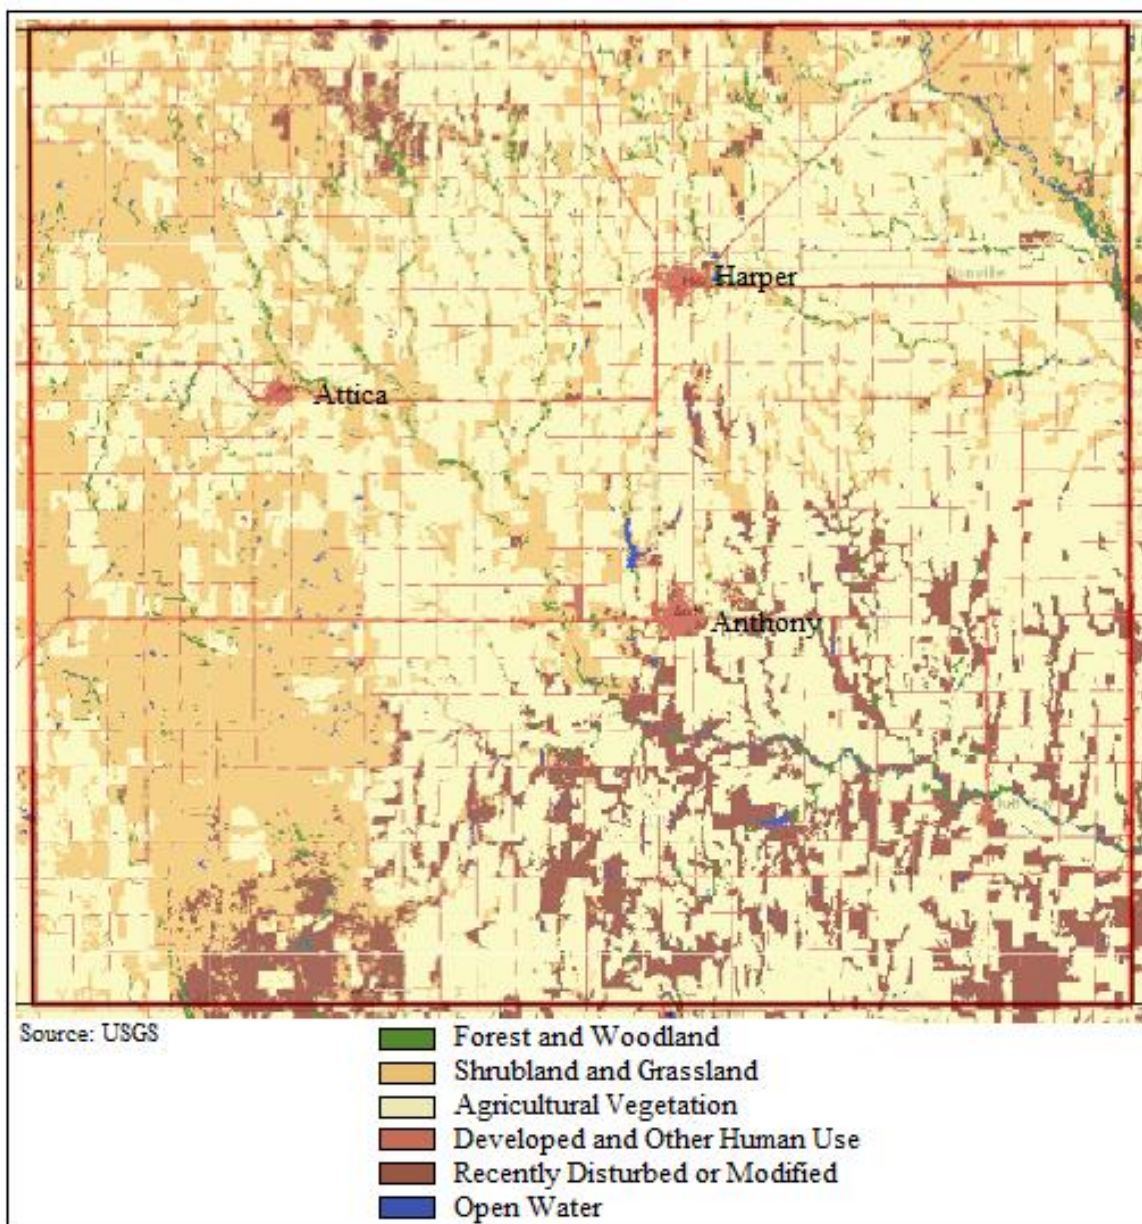 Harper
Danville
Attica
Anthony
Source: USGS
Forest and Woodland
Shrubland and Grassland
Agricultural Vegetation
Developed and Other Human Use
Recently Disturbed or Modified
Open Water